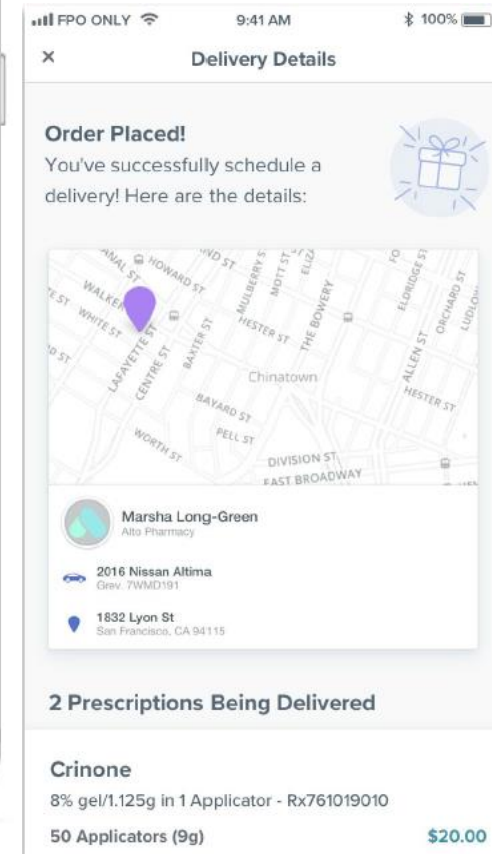 FPO ONLY 9:41 AM 100%
× Delivery Details
Order Placed!
You've successfully schedule a
delivery! Here are the details:
HOWARD ST
WALKER
WHITE ST
LAFAYETTE ST
CENTRE ST
BAXTER ST
MULBERRY S
MOTT ST
HESTER ST
THE BOWERY
ELDRIDGE ST
ORCHARD ST
ALLEN ST
HESTER ST
Chinatown
BAYARD ST
PELL ST
WORTH ST
DIVISION ST
EAST BROADWAY
Marsha Long-Green
Alto Pharmacy
2016 Nissan Altima
Grey. 7WMD191
1832 Lyon St
San Francisco, CA 94115
2 Prescriptions Being Delivered
Crinone
8% gel/1.125g in 1 Applicator - Rx761019010
50 Applicators (9g) $20.00